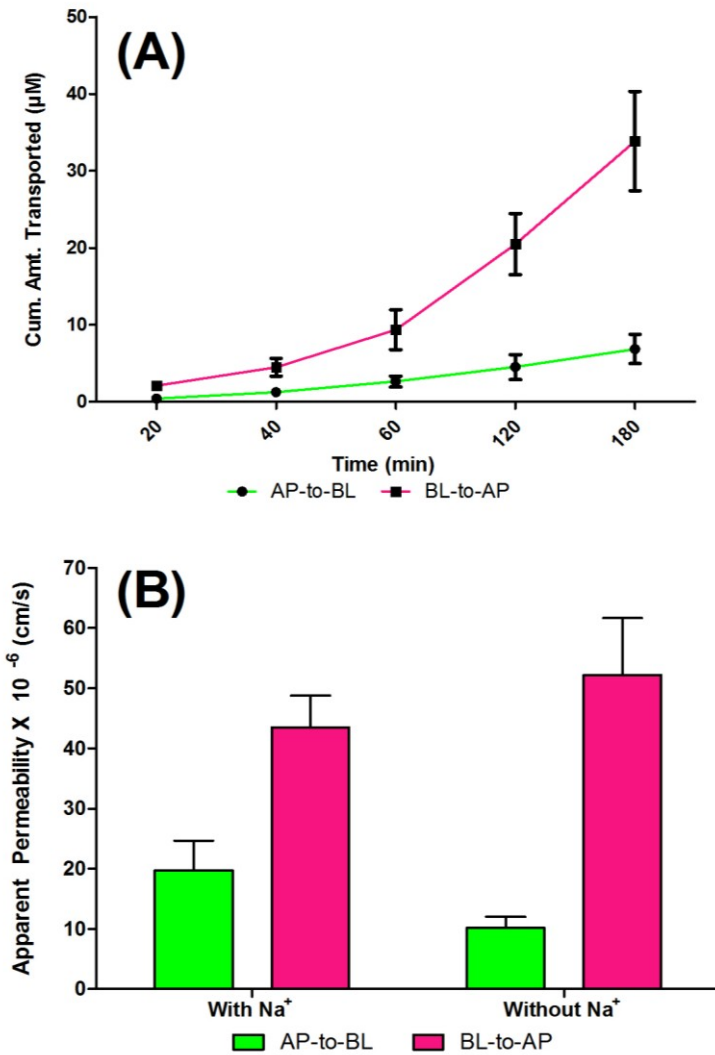 (A)
Cum. Amt. Transported (µM)
50
40
30
20
10
0
20
40
60
120
180
Time (min)
AP-to-BL
BL-to-AP
(B)
Apparent Permeability X 10 -6 (cm/s)
70
60
50
40
30
20
10
0
With Na+
Without Na+
AP-to-BL
BL-to-AP